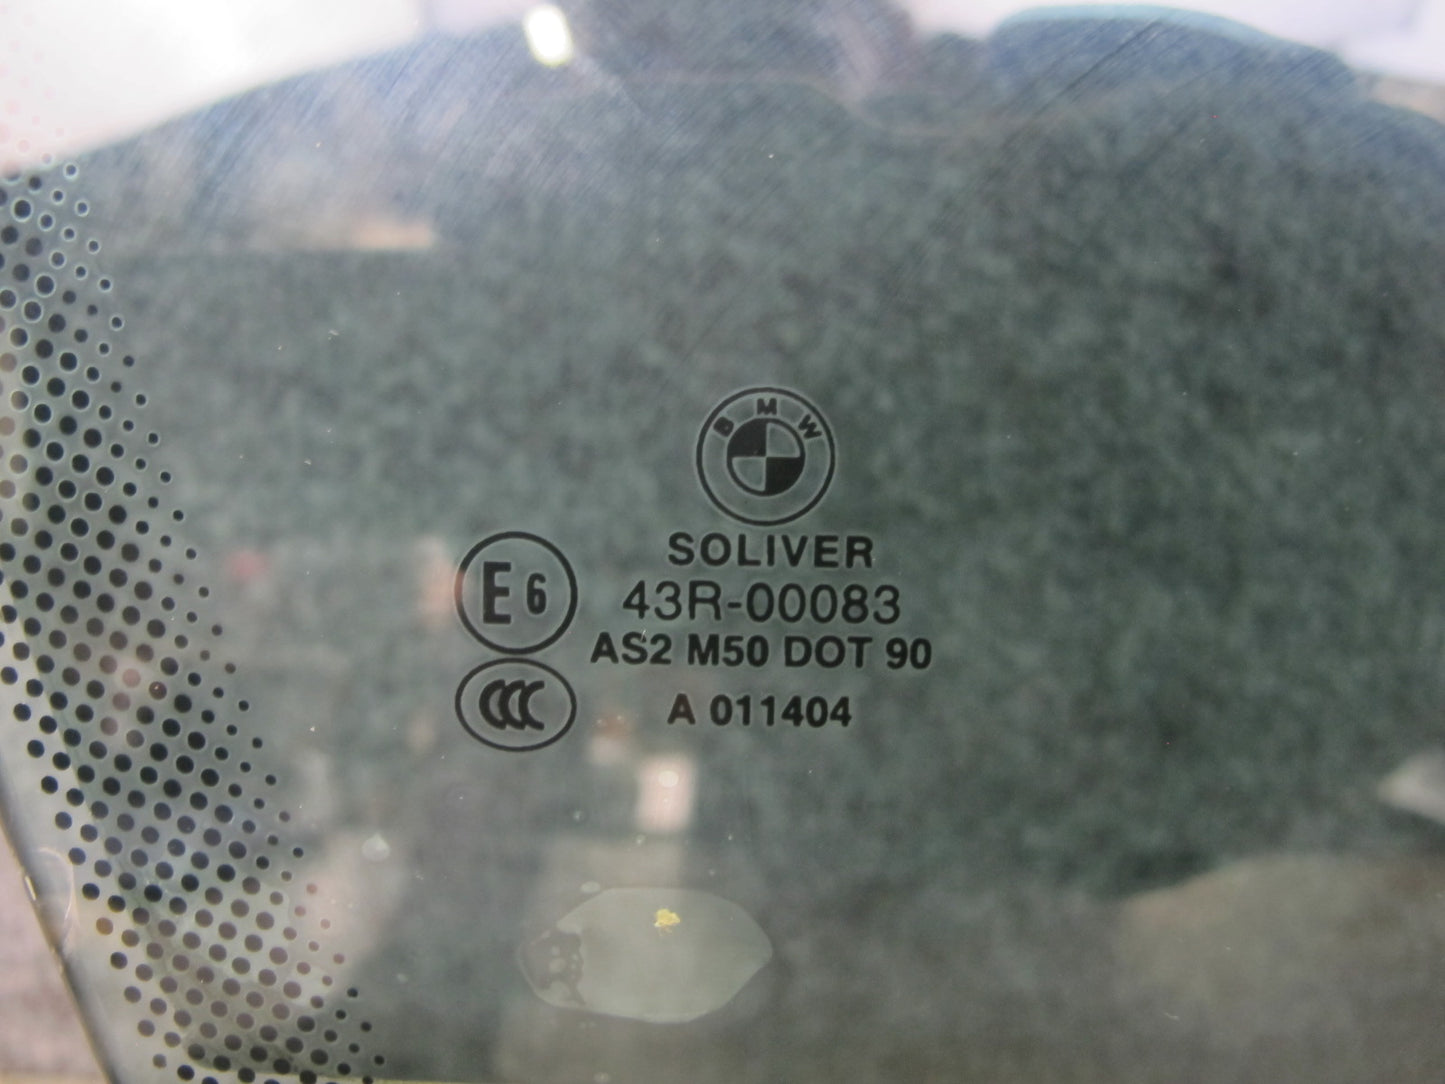 BMW
SOLIVER
E6
43R-00083
AS2 M50 DOT 90
CCC
A 011404